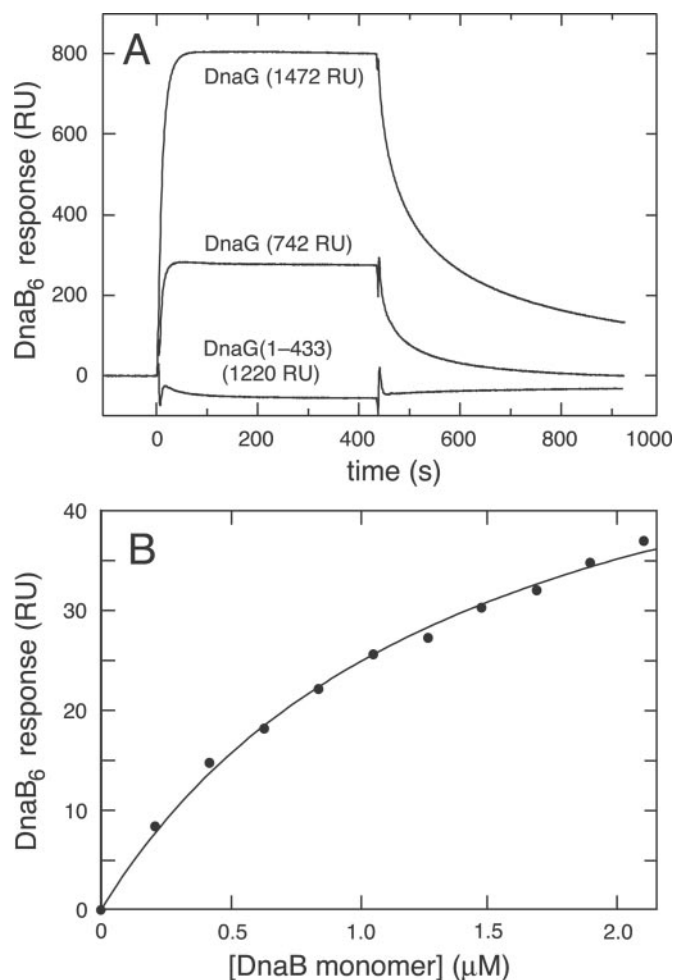 A
DnaB₆ response (RU)
800
600
400
200
0
DnaG (1472 RU)
DnaG (742 RU)
DnaG(1–433)
(1220 RU)
0 200 400 600 800 1000
time (s)
B
DnaB₆ response (RU)
40
30
20
10
0
0 0.5 1.0 1.5 2.0
[DnaB monomer] (μM)